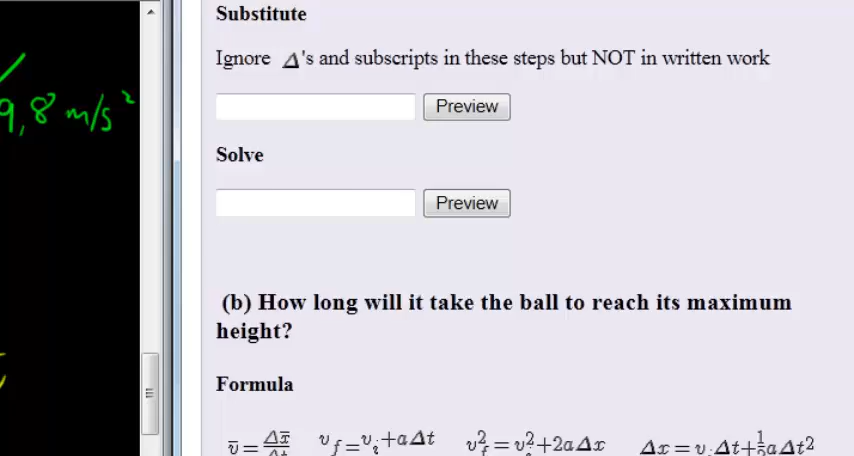 Substitute
Ignore Δ's and subscripts in these steps but NOT in written work
9,8 m/s²
Preview
Solve
Preview
(b) How long will it take the ball to reach its maximum
height?
Formula
v̅ = Δx̅/Δt v_f = v_i + aΔt v_f² = v_i² + 2aΔx Δx = v_iΔt + ½aΔt²